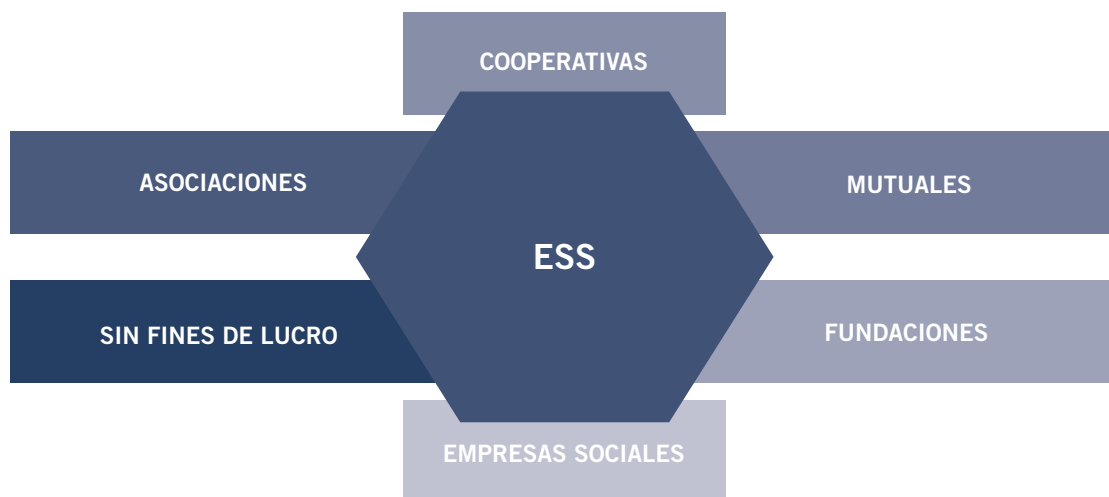 COOPERATIVAS
ASOCIACIONES
MUTUALES
ESS
SIN FINES DE LUCRO
FUNDACIONES
EMPRESAS SOCIALES